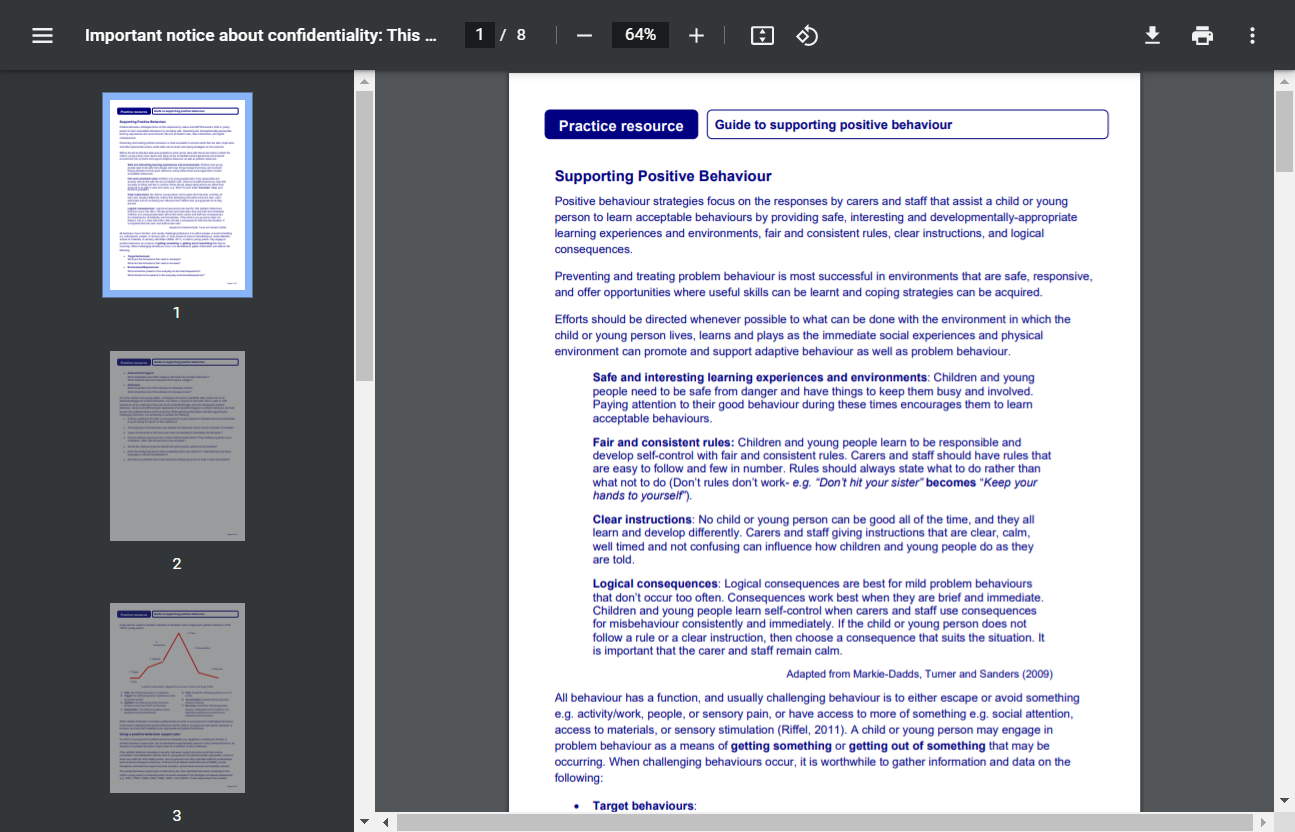 Important notice about confidentiality: This ...
1 / 8
64%
1
2
3
Practice resource
Guide to supporting positive behaviour
Supporting Positive Behaviour
Positive behaviour strategies focus on the responses by carers and staff that assist a child or young
person to learn acceptable behaviours by providing safe, interesting and developmentally-appropriate
learning experiences and environments, fair and consistent rules, clear instructions, and logical
consequences.
Preventing and treating problem behaviour is most successful in environments that are safe, responsive,
and offer opportunities where useful skills can be learnt and coping strategies can be acquired.
Efforts should be directed whenever possible to what can be done with the environment in which the
child or young person lives, learns and plays as the immediate social experiences and physical
environment can promote and support adaptive behaviour as well as problem behaviour.
Safe and interesting learning experiences and environments: Children and young
people need to be safe from danger and have things to keep them busy and involved.
Paying attention to their good behaviour during these times encourages them to learn
acceptable behaviours.
Fair and consistent rules: Children and young people learn to be responsible and
develop self-control with fair and consistent rules. Carers and staff should have rules that
are easy to follow and few in number. Rules should always state what to do rather than
what not to do (Don't rules don't work- e.g. “Don't hit your sister” becomes “Keep your
hands to yourself”).
Clear instructions: No child or young person can be good all of the time, and they all
learn and develop differently. Carers and staff giving instructions that are clear, calm,
well timed and not confusing can influence how children and young people do as they
are told.
Logical consequences: Logical consequences are best for mild problem behaviours
that don't occur too often. Consequences work best when they are brief and immediate.
Children and young people learn self-control when carers and staff use consequences
for misbehaviour consistently and immediately. If the child or young person does not
follow a rule or a clear instruction, then choose a consequence that suits the situation. It
is important that the carer and staff remain calm.
Adapted from Markie-Dadds, Turner and Sanders (2009)
All behaviour has a function, and usually challenging behaviour is to either escape or avoid something
e.g. activity/work, people, or sensory pain, or have access to more of something e.g. social attention,
access to materials, or sensory stimulation (Riffel, 2011). A child or young person may engage in
problem behaviour as a means of getting something or getting out of something that may be
occurring. When challenging behaviours occur, it is worthwhile to gather information and data on the
following:
• Target behaviours: